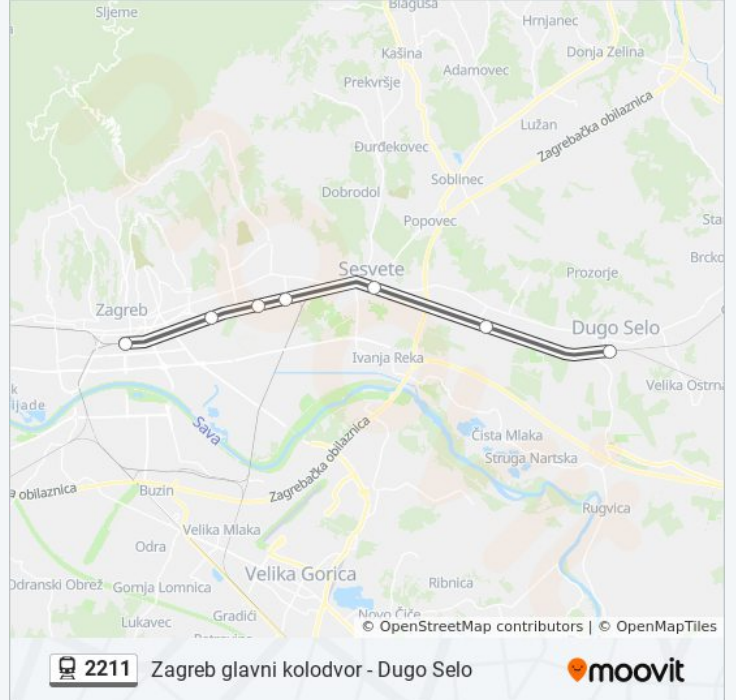 Sljeme
Blaguša
Hrnjanec
Kašina
Donja Zelina
Adamovec
Prekvršje
Zagrebačka obilaznica
Lužan
Đurđekovec
Soblinec
Dobrodol
Popovec
Sta
Brcko
Sesvete
Prozorje
Zagreb
Dugo Selo
Ivanja Reka
Velika Ostrna
k
ljade
Sava
Čista Mlaka
Struga Nartska
Zagrebačka obilaznica
a obilaznica
Buzin
Rugvica
Velika Mlaka
Odra
Velika Gorica
Odranski Obrež
Gornja Lomnica
Ribnica
Gradići
Novo Čiče
Lukavec
© OpenStreetMap contributors | © OpenMapTiles
2211 Zagreb glavni kolodvor - Dugo Selo
moovit